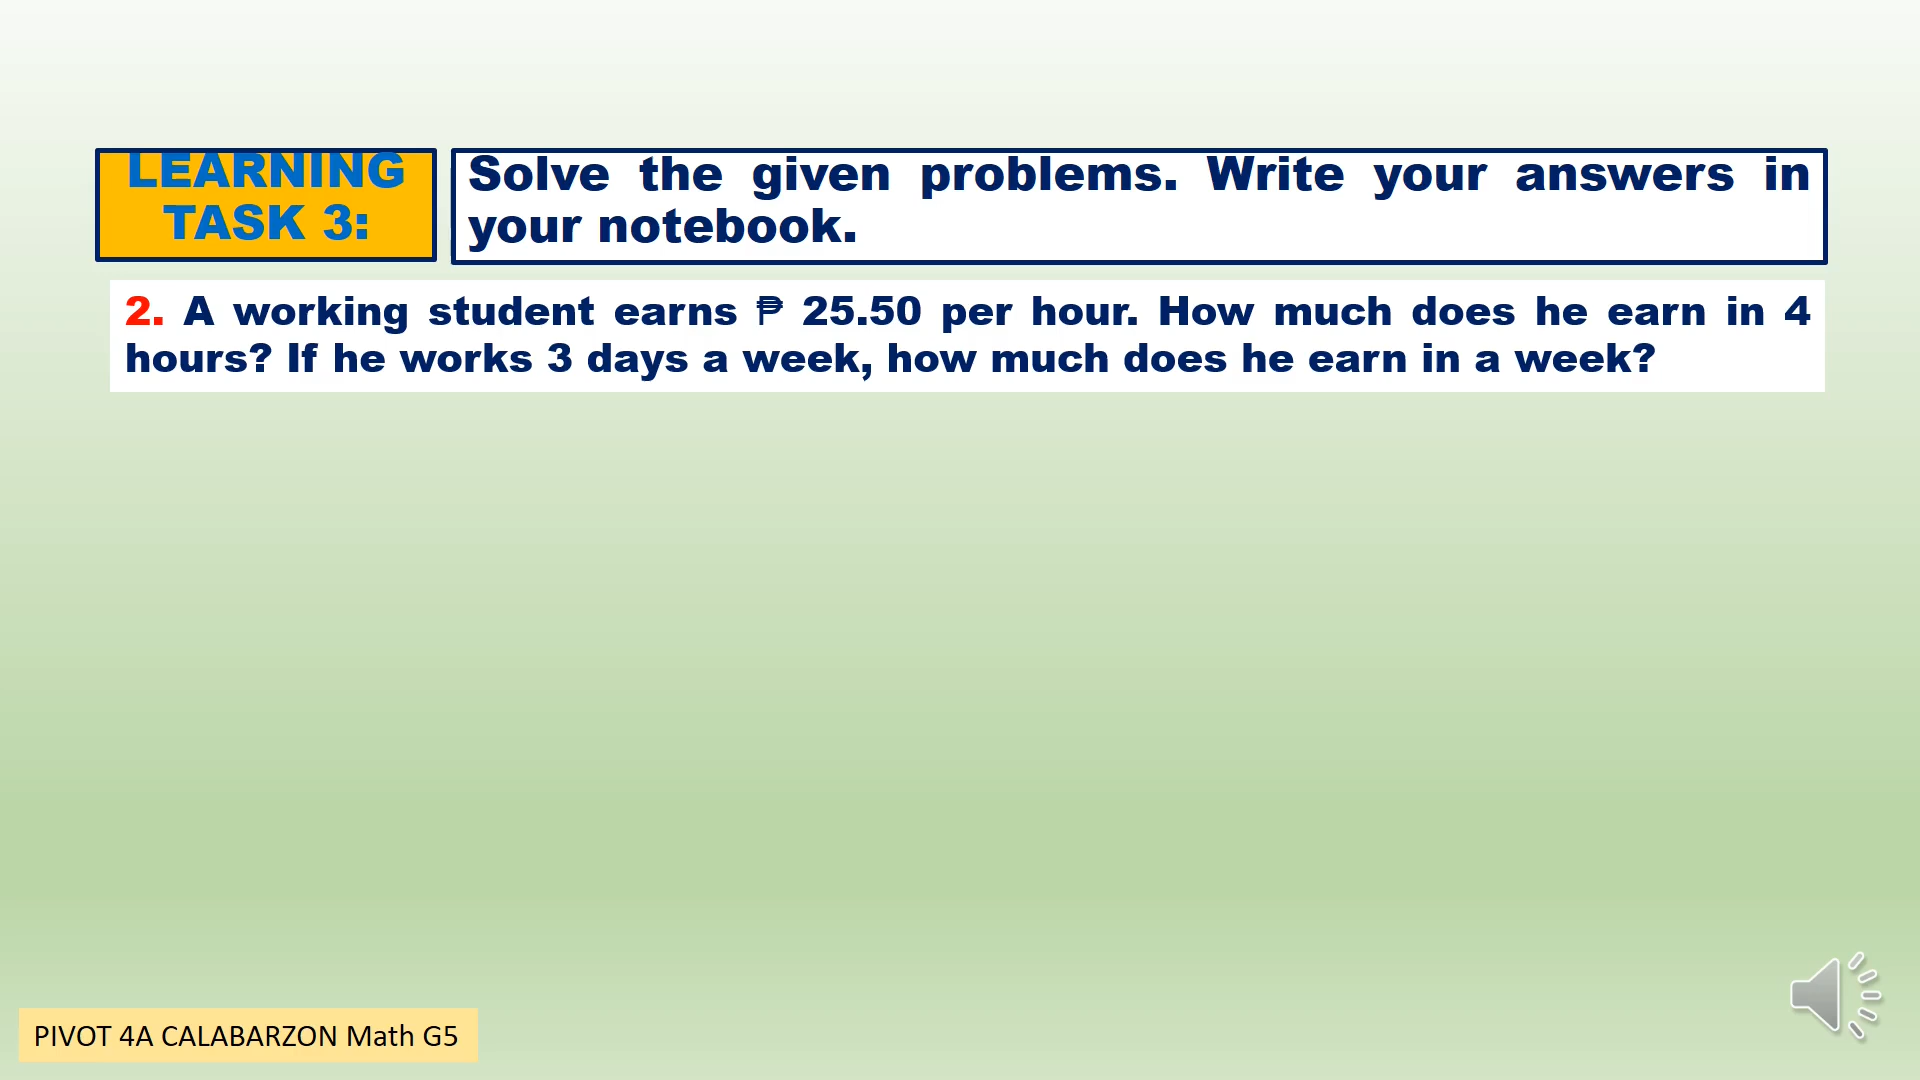 LEARNING
TASK 3:
Solve the given problems. Write your answers in
your notebook.
2. A working student earns ₱ 25.50 per hour. How much does he earn in 4
hours? If he works 3 days a week, how much does he earn in a week?
PIVOT 4A CALABARZON Math G5